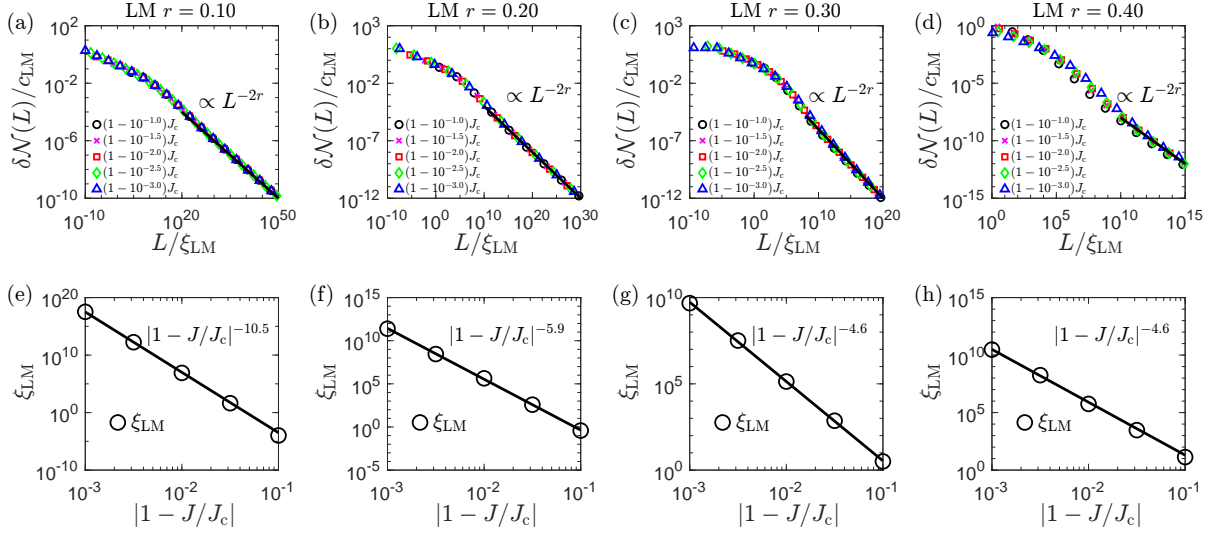 LM r = 0.10
(a)
10^2
10^-2
10^-6
10^-10
δN(L)/c_LM
∝ L^{-2r}
(1−10^{-1.0})J_c
(1−10^{-1.5})J_c
(1−10^{-2.0})J_c
(1−10^{-2.5})J_c
(1−10^{-3.0})J_c
10^-10
10^20
10^50
L/ξ_LM
LM r = 0.20
(b)
10^2
10^-2
10^-7
10^-12
δN(L)/c_LM
∝ L^{-2r}
(1−10^{-1.0})J_c
(1−10^{-1.5})J_c
(1−10^{-2.0})J_c
(1−10^{-2.5})J_c
(1−10^{-3.0})J_c
10^-10
10^0
10^10
10^20
10^30
L/ξ_LM
LM r = 0.30
(c)
10^3
10^-2
10^-7
10^-12
δN(L)/c_LM
∝ L^{-2r}
(1−10^{-1.0})J_c
(1−10^{-1.5})J_c
(1−10^{-2.0})J_c
(1−10^{-2.5})J_c
(1−10^{-3.0})J_c
10^-10
10^0
10^10
10^20
L/ξ_LM
LM r = 0.40
(d)
10^0
10^-5
10^-10
10^-15
δN(L)/c_LM
∝ L^{-2r}
(1−10^{-1.0})J_c
(1−10^{-1.5})J_c
(1−10^{-2.0})J_c
(1−10^{-2.5})J_c
(1−10^{-3.0})J_c
10^0
10^5
10^10
10^15
L/ξ_LM
(e)
10^20
10^10
10^0
10^-10
ξ_LM
|1 − J/J_c|^{-10.5}
ξ_LM
10^-3
10^-2
10^-1
|1 − J/J_c|
(f)
10^15
10^10
10^5
10^0
10^-5
ξ_LM
|1 − J/J_c|^{-5.9}
ξ_LM
10^-3
10^-2
10^-1
|1 − J/J_c|
(g)
10^10
10^5
10^0
ξ_LM
|1 − J/J_c|^{-4.6}
ξ_LM
10^-3
10^-2
10^-1
|1 − J/J_c|
(h)
10^15
10^10
10^5
10^0
ξ_LM
|1 − J/J_c|^{-4.6}
ξ_LM
10^-3
10^-2
10^-1
|1 − J/J_c|